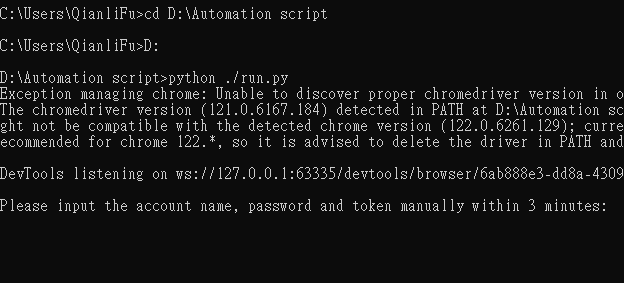 C:\Users\QianliFu>cd D:\Automation script
C:\Users\QianliFu>D:
D:\Automation script>python ./run.py
Exception managing chrome: Unable to discover proper chromedriver version in o
The chromedriver version (121.0.6167.184) detected in PATH at D:\Automation sc
ght not be compatible with the detected chrome version (122.0.6261.129); curre
ecommended for chrome 122.*, so it is advised to delete the driver in PATH and
DevTools listening on ws://127.0.0.1:63335/devtools/browser/6ab888e3-dd8a-4309
Please input the account name, password and token manually within 3 minutes: